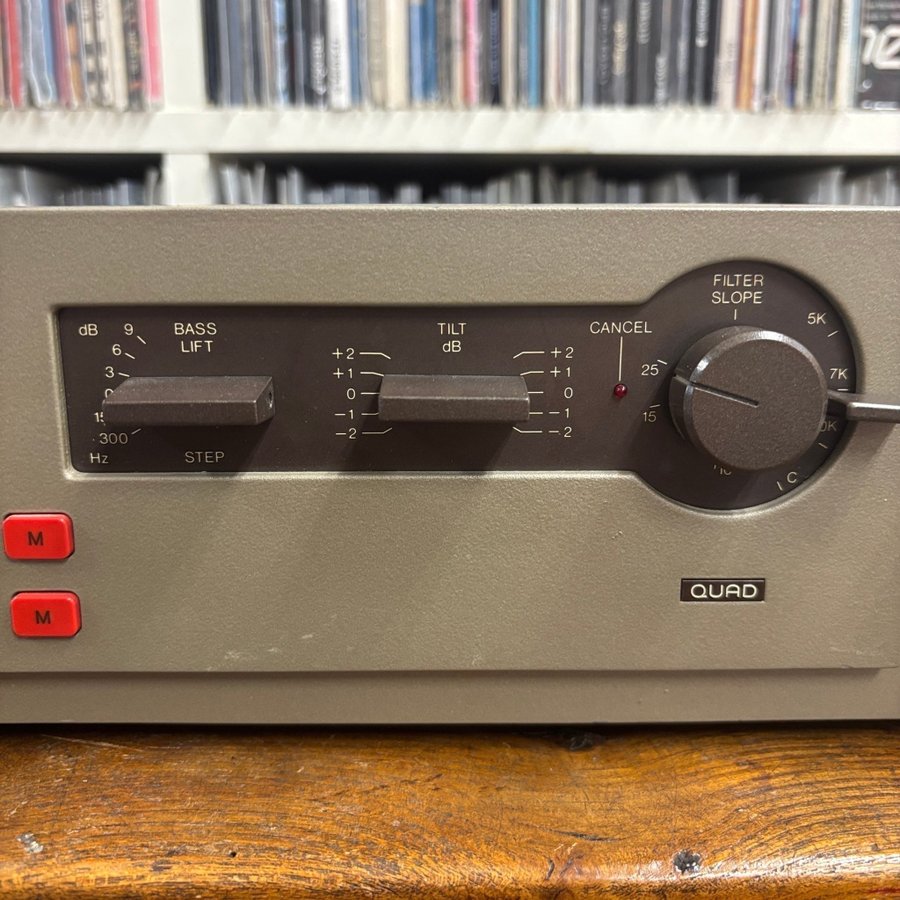 dB
9
6
3
0
300
Hz
BASS
LIFT
STEP
TILT
dB
+2
+1
0
−1
−2
+2
+1
0
−1
−2
CANCEL
FILTER
SLOPE
25
15
5K
7K
M
M
QUAD